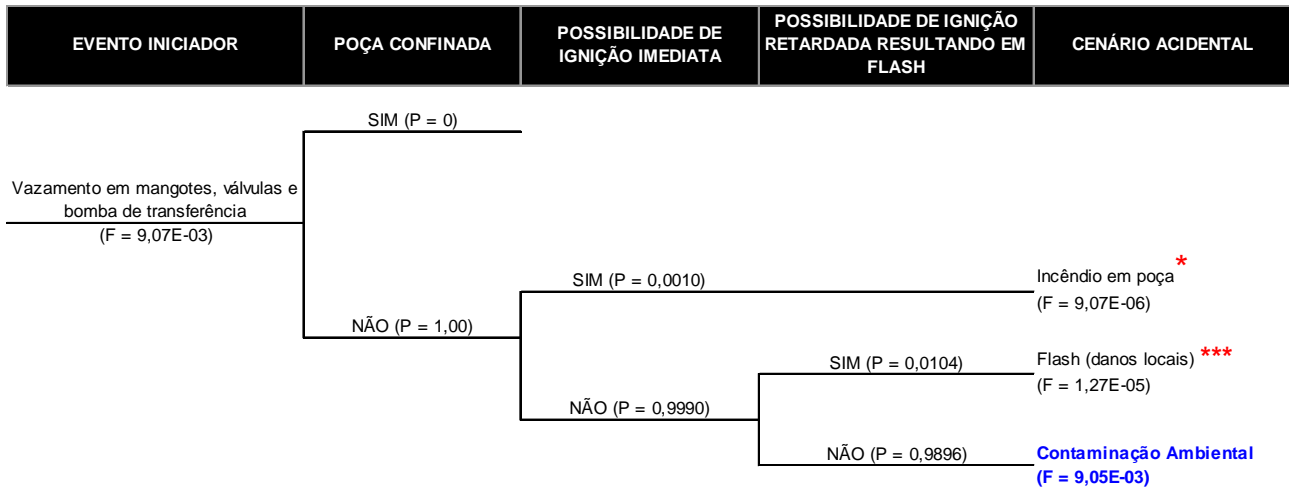 EVENTO INICIADOR
POÇA CONFINADA
POSSIBILIDADE DE
IGNIÇÃO IMEDIATA
POSSIBILIDADE DE IGNIÇÃO
RETARDADA RESULTANDO EM
FLASH
CENÁRIO ACIDENTAL
SIM (P = 0)
Vazamento em mangotes, válvulas e
bomba de transferência
(F = 9,07E-03)
SIM (P = 0,0010)
Incêndio em poça *
(F = 9,07E-06)
NÃO (P = 1,00)
SIM (P = 0,0104)
Flash (danos locais) ***
(F = 1,27E-05)
NÃO (P = 0,9990)
NÃO (P = 0,9896)
Contaminação Ambiental
(F = 9,05E-03)